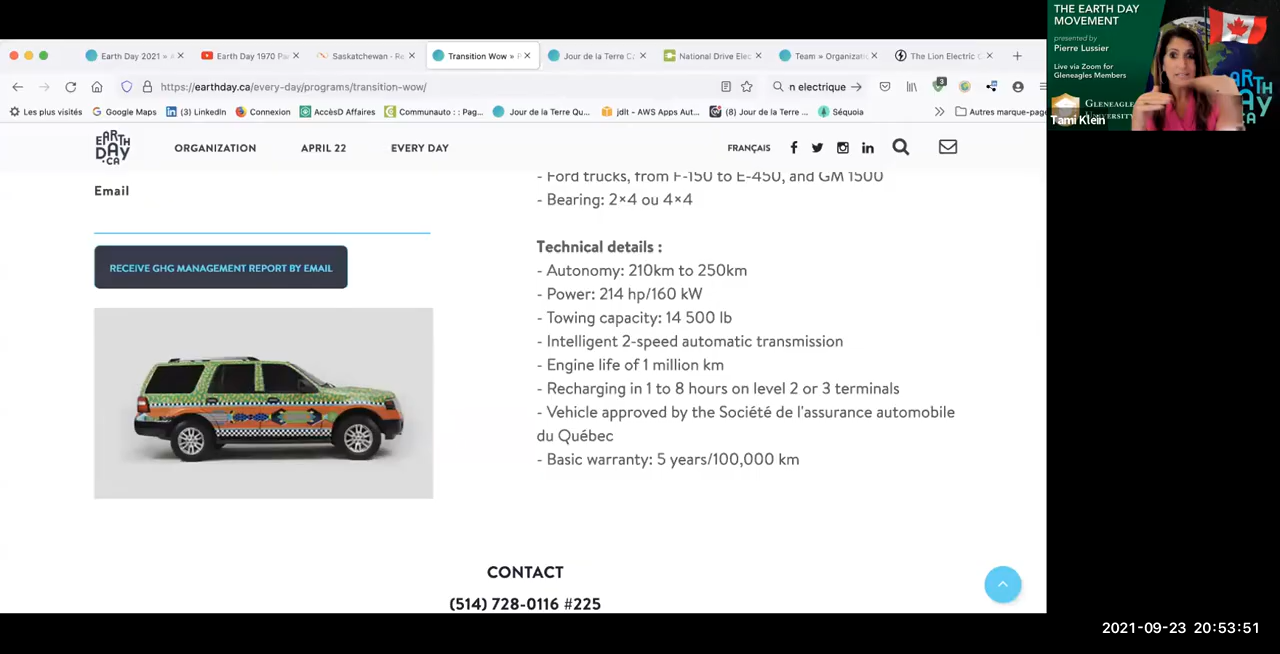 Earth Day 2021 »
Earth Day 1970 Pa
Saskatchewan - Re
Transition Wow »
Jour de la Terre C
National Drive Elec
Team » Organizati
The Lion Electric C
https://earthday.ca/every-day/programs/transition-wow/
n electrique
3
Les plus visités
Google Maps
(3) LinkedIn
Connexion
AccèsD Affaires
Communauto : : Pag...
Jour de la Terre Qu...
jdlt - AWS Apps Aut...
(8) Jour de la Terre ...
Séquoia
Autres marque-page
EARTH DAY .CA
ORGANIZATION
APRIL 22
EVERY DAY
FRANÇAIS
Email
RECEIVE GHG MANAGEMENT REPORT BY EMAIL
- Ford trucks, from F-150 to E-450, and GM 1500
- Bearing: 2×4 ou 4×4
Technical details :
- Autonomy: 210km to 250km
- Power: 214 hp/160 kW
- Towing capacity: 14 500 lb
- Intelligent 2-speed automatic transmission
- Engine life of 1 million km
- Recharging in 1 to 8 hours on level 2 or 3 terminals
- Vehicle approved by the Société de l'assurance automobile
du Québec
- Basic warranty: 5 years/100,000 km
CONTACT
(514) 728-0116 #225
THE EARTH DAY
MOVEMENT
presented by
Pierre Lussier
Live via Zoom for
Gleneagles Members
Tami Klein
2021-09-23 20:53:51